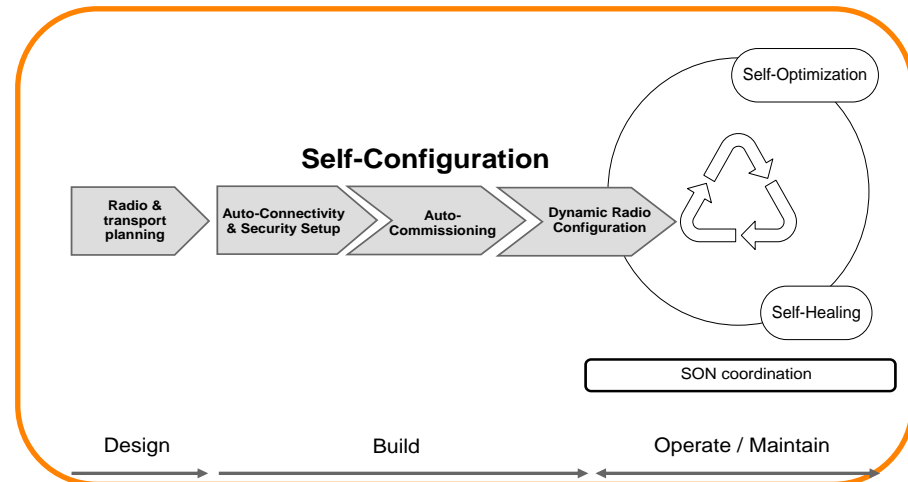 Self-Optimization
Self-Configuration
Radio &
transport
planning
Auto-Connectivity
& Security Setup
Auto-
Commissioning
Dynamic Radio
Configuration
Self-Healing
SON coordination
Design
Build
Operate / Maintain